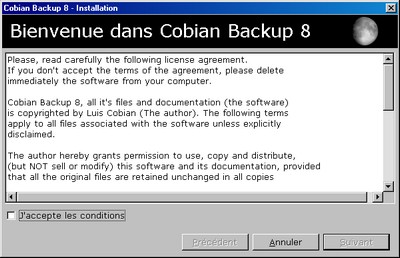 Cobian Backup 8 - Installation
Bienvenue dans Cobian Backup 8
Please, read carefully the following license agreement.
If you don't accept the terms of the agreement, please delete
immediately the software from your computer.
Cobian Backup 8, all it's files and documentation (the software)
is copyrighted by Luis Cobian (The author). The following terms
apply to all files associated with the software unless explicitly
disclaimed.
The author hereby grants permission to use, copy and distribute,
(but NOT sell or modify) this software and its documentation, provided
that all the original files are retained unchanged in all copies
J'accepte les conditions
Précédent Annuler Suivant